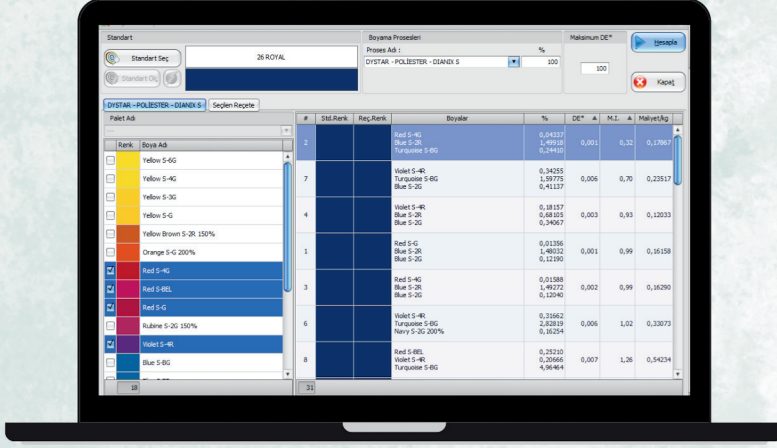 Standart
Boyama Prosesleri
Maksimum DE*
Standart Seç
26 ROYAL
Proses Adı :
%
DYSTAR - POLİESTER - DIANIX S
100
100
Hesapla
Standart Ölç
Kapat
DYSTAR - POLİESTER - DIANIX S
Seçilen Reçete
Palet Adı
Renk
Boya Adı
Yellow S-6G
Yellow S-4G
Yellow S-3G
Yellow S-G
Yellow Brown S-2R 150%
Orange S-G 200%
Red S-4G
Red S-BEL
Red S-G
Rubine S-2G 150%
Violet S-4R
Blue S-BG
18
# Std.Renk Reç.Renk Boyalar % DE* M.I. Maliyet/kg
Red S-4G 0,04337
2 Blue S-2R 1,49918 0,001 0,32 0,17867
Turquoise S-BG 0,24410
Violet S-4R 0,34255
7 Turquoise S-BG 1,59775 0,006 0,70 0,23517
Blue S-2G 0,41137
Violet S-4R 0,18157
4 Blue S-2R 0,68105 0,003 0,93 0,12033
Blue S-2G 0,34067
Red S-G 0,01356
1 Blue S-2R 1,48032 0,001 0,99 0,16158
Blue S-2G 0,12190
Red S-4G 0,01588
3 Blue S-2R 1,49272 0,002 0,99 0,16290
Blue S-2G 0,12040
Violet S-4R 0,31662
6 Turquoise S-BG 2,82819 0,006 1,02 0,33073
Navy S-2G 200% 0,16254
Red S-BEL 0,25210
8 Violet S-4R 0,20666 0,007 1,26 0,54234
Turquoise S-BG 4,96464
31